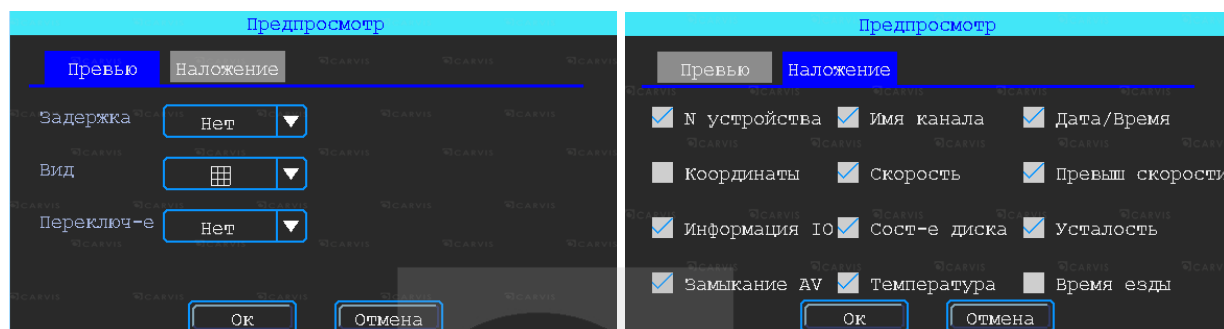 Предпросмотр
Превью Наложение
Задержка Нет
Вид
Переключ-е Нет
Ок Отмена
Предпросмотр
Превью Наложение
N устройства Имя канала Дата/Время
Координаты Скорость Превыш скорости
Информация IO Сост-е диска Усталость
Замыкание AV Температура Время езды
Ок Отмена
CARVIS